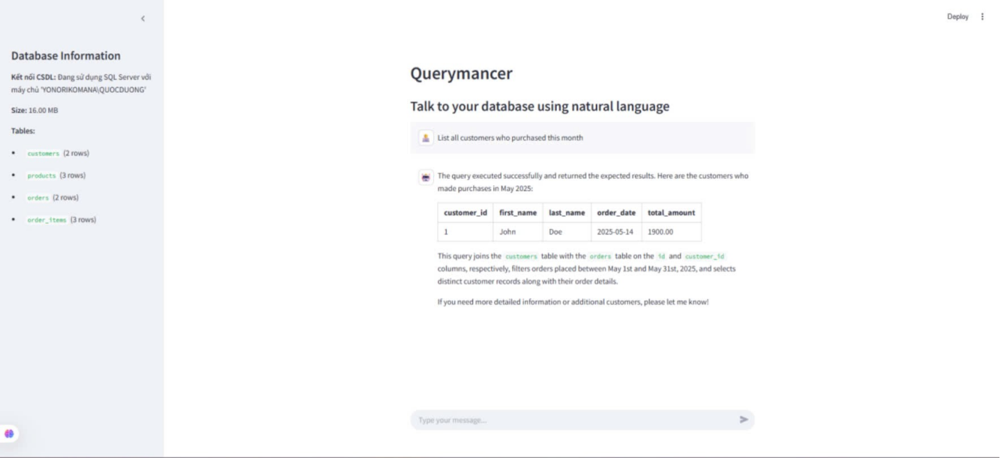 Deploy
Database Information
Kết nối CSDL: Đang sử dụng SQL Server với
máy chủ 'YONORIKOMANA\QUOCDUONG'
Size: 16.00 MB
Tables:
customers (2 rows)
products (3 rows)
orders (2 rows)
order_items (3 rows)
Querymancer
Talk to your database using natural language
List all customers who purchased this month
The query executed successfully and returned the expected results. Here are the customers who
made purchases in May 2025:
customer_id first_name last_name order_date total_amount
1 John Doe 2025-05-14 1900.00
This query joins the customers table with the orders table on the id and customer_id
columns, respectively, filters orders placed between May 1st and May 31st, 2025, and selects
distinct customer records along with their order details.
If you need more detailed information or additional customers, please let me know!
Type your message...